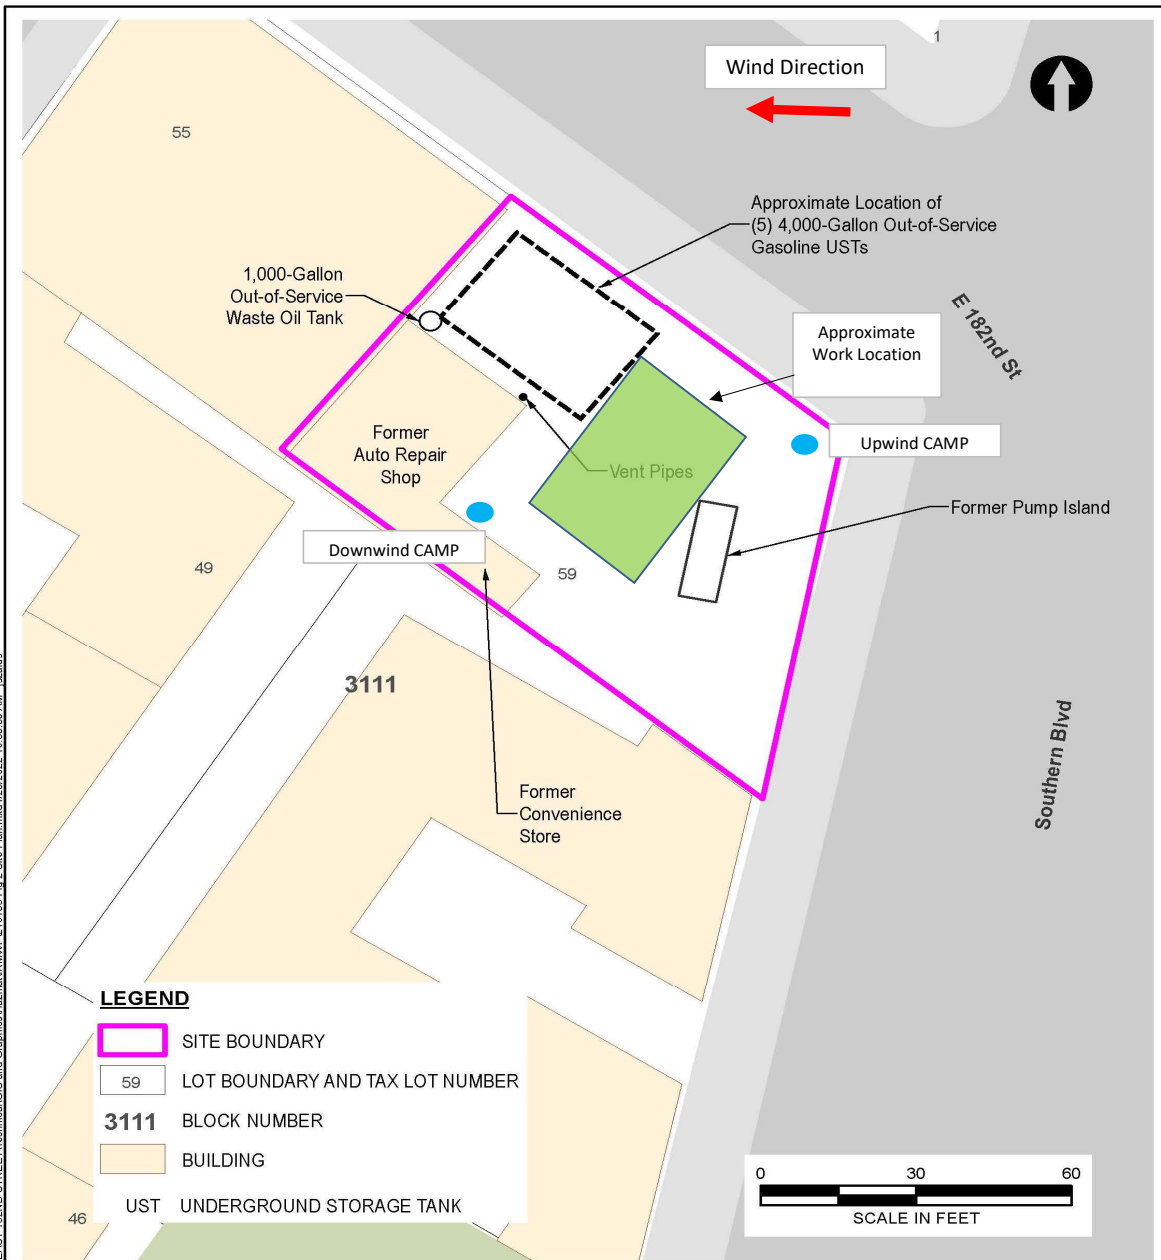 1
Wind Direction
55
Approximate Location of
(5) 4,000-Gallon Out-of-Service
Gasoline USTs
1,000-Gallon
Out-of-Service
Waste Oil Tank
E 182nd St
Approximate
Work Location
Former
Auto Repair
Shop
Upwind CAMP
Vent Pipes
Former Pump Island
Downwind CAMP
49
59
3111
Southern Blvd
Former
Convenience
Store
LEGEND
SITE BOUNDARY
59 LOT BOUNDARY AND TAX LOT NUMBER
3111 BLOCK NUMBER
BUILDING
UST UNDERGROUND STORAGE TANK
46
0 30 60
SCALE IN FEET